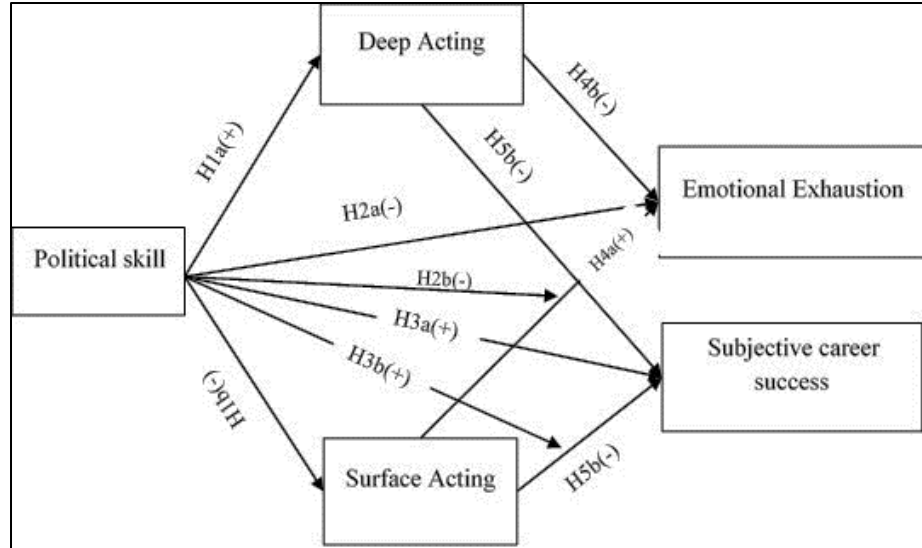 Deep Acting
H4b(-)
H1a(+)
H5b(-)
Emotional Exhaustion
H2a(-)
H4a(+)
Political skill
H2b(-)
H3a(+)
Subjective career
success
H3b(+)
H1b(-)
Surface Acting
H5b(-)